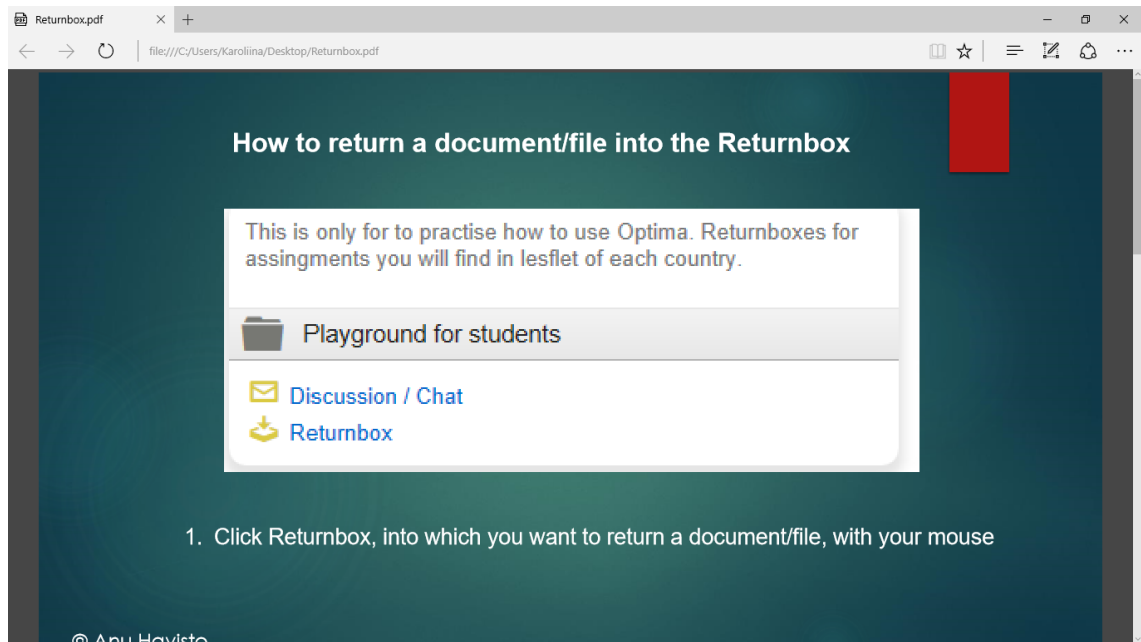 Returnbox.pdf
file:///C:/Users/Karoliina/Desktop/Returnbox.pdf
How to return a document/file into the Returnbox
This is only for to practise how to use Optima. Returnboxes for
assingments you will find in lesflet of each country.
Playground for students
Discussion / Chat
Returnbox
1. Click Returnbox, into which you want to return a document/file, with your mouse
© Anu Havisto